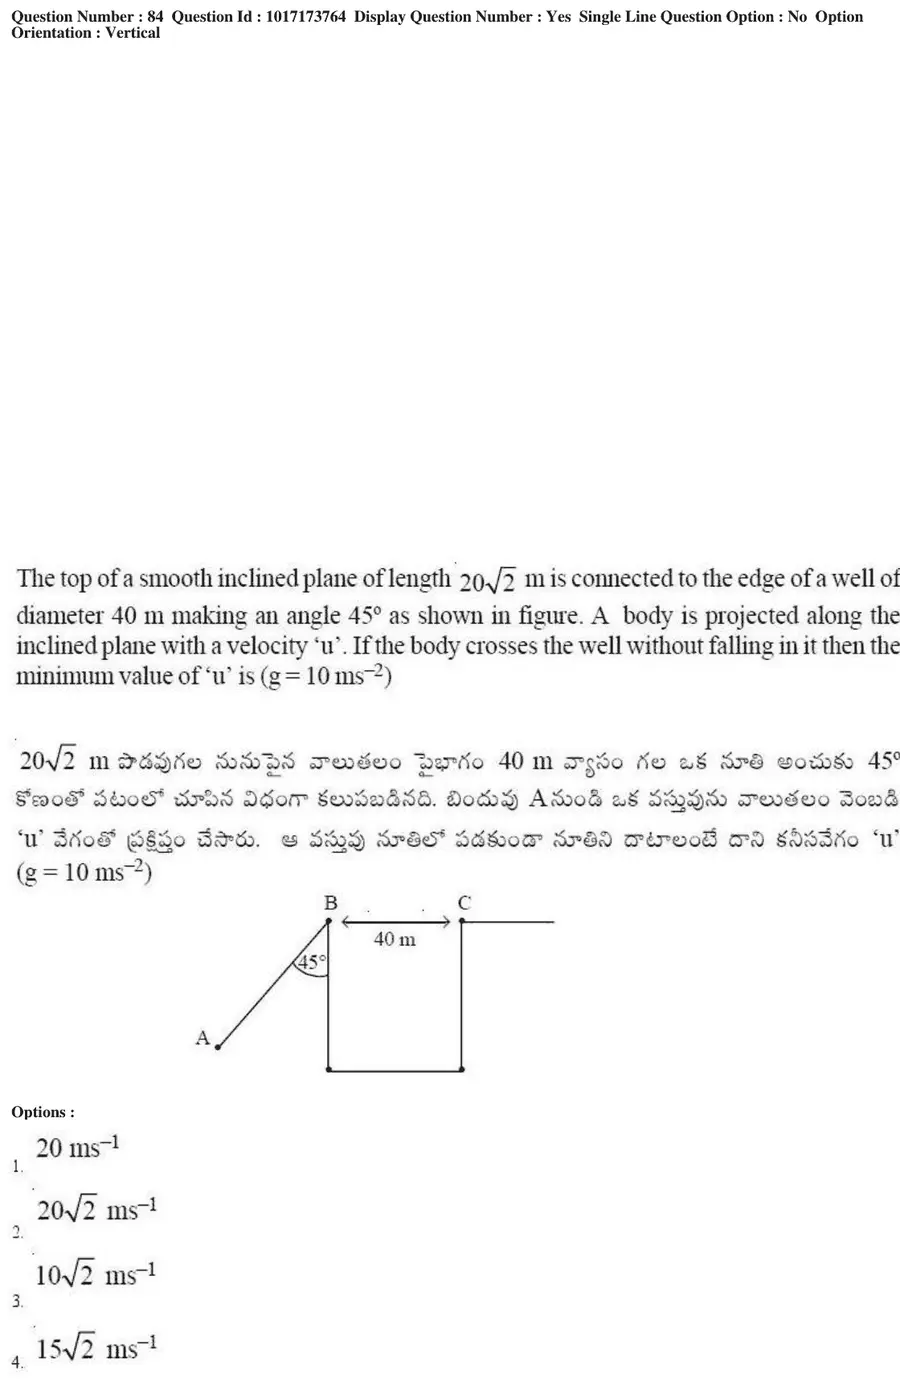 Question Number : 84 Question Id : 1017173764 Display Question Number : Yes Single Line Question Option : No Option
Orientation : Vertical
The top of a smooth inclined plane of length 20√2 m is connected to the edge of a well of
diameter 40 m making an angle 45° as shown in figure. A body is projected along the
inclined plane with a velocity ‘u’. If the body crosses the well without falling in it then the
minimum value of ‘u’ is (g = 10 ms⁻²)
20√2 m పొడవుగల నునుపైన వాలుతలం పైభాగం 40 m వ్యాసం గల ఒక నూతి అంచుకు 45°
కోణంతో పటంలో చూపిన విధంగా కలుపబడినది. బిందువు A నుండి ఒక వస్తువును వాలుతలం వెంబడి
‘u’ వేగంతో ప్రక్షిప్తం చేసారు. ఆ వస్తువు నూతిలో పడకుండా నూతిని దాటాలంటే దాని కనీసవేగం ‘u’
(g = 10 ms⁻²)
B C
40 m
45°
A
Options :
20 ms⁻¹
1.
20√2 ms⁻¹
2.
10√2 ms⁻¹
3.
15√2 ms⁻¹
4.